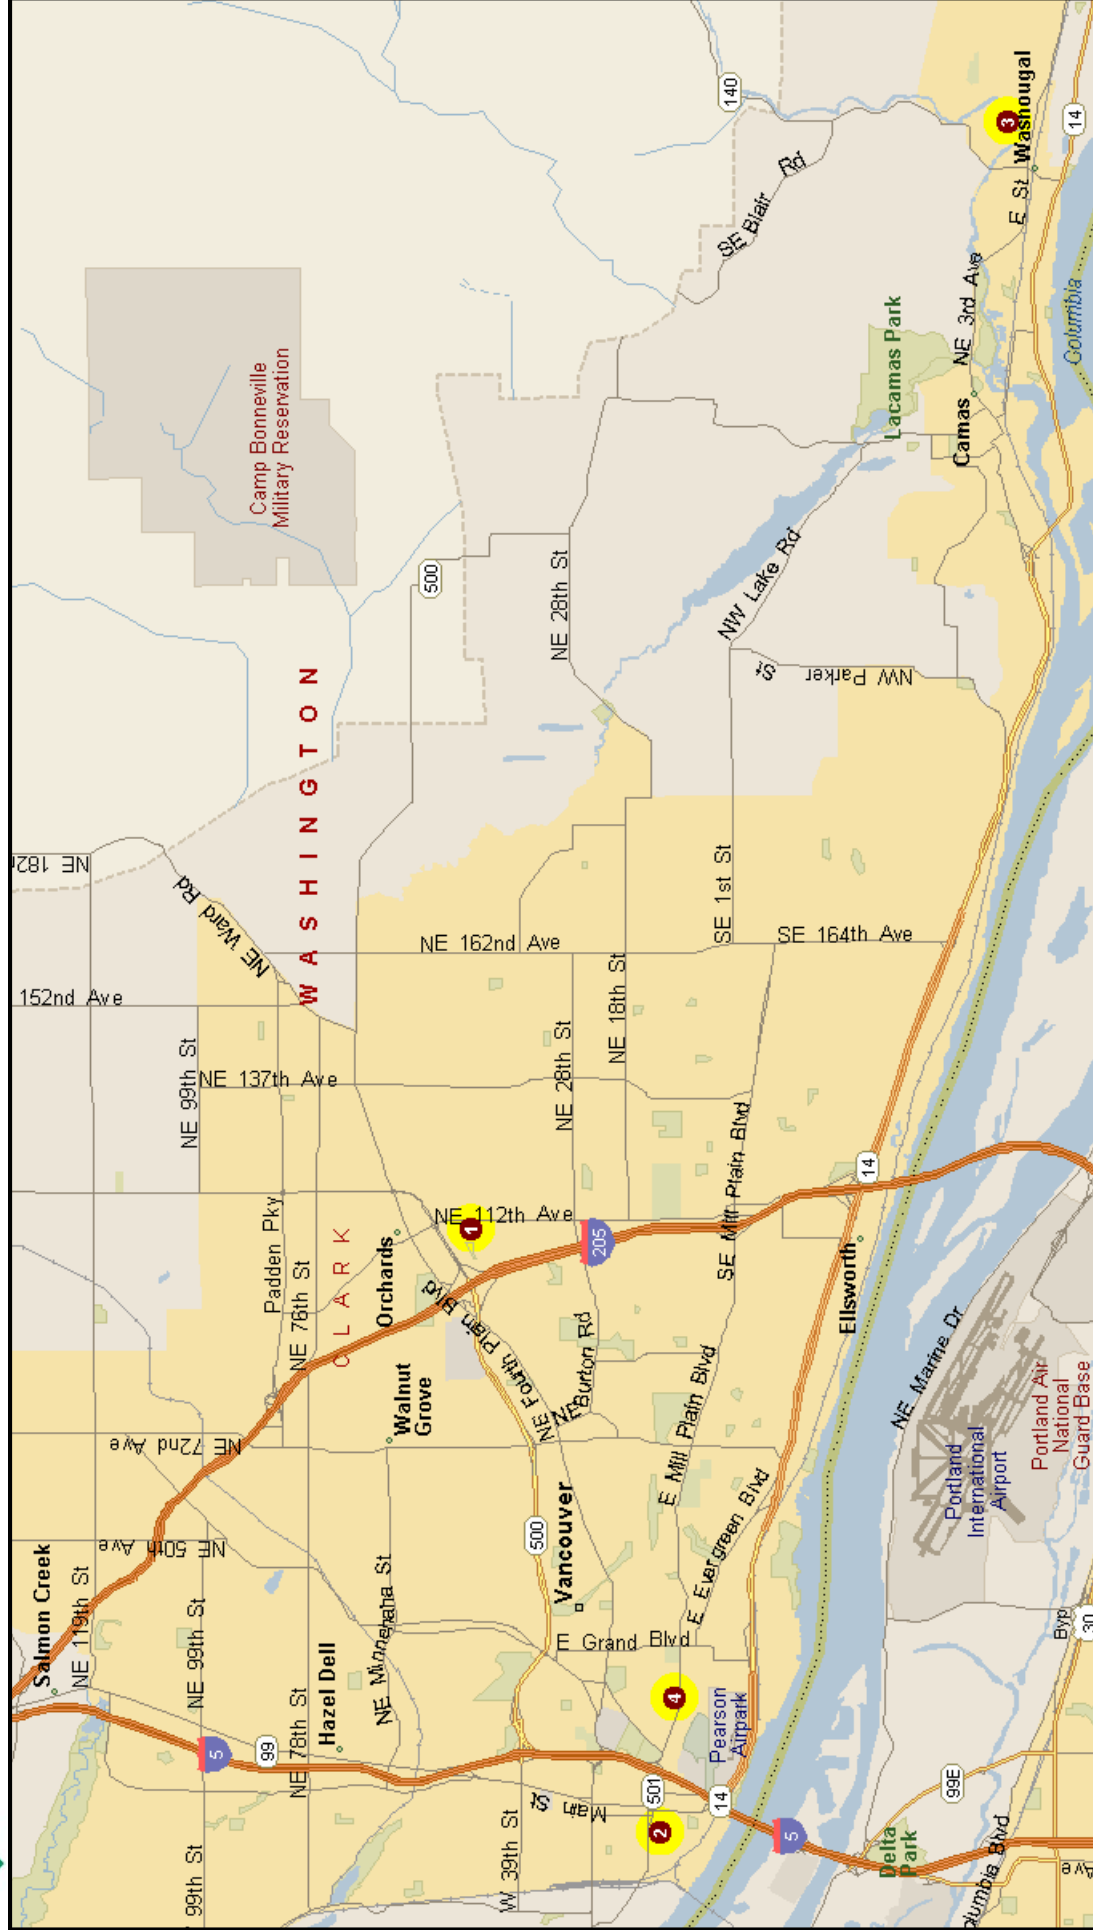 Salmon Creek
NE 119th St
NE 50th Ave
NE 72nd Ave
NE 99th St
99th St
5
99
NE 78th St
Hazel Dell
NE Minnehaha St
Walnut
Grove
NE 76th St
Padden Pky
CLARK
Orchards
NE 99th St
NE 137th Ave
152nd Ave
NE Ward Rd
NE 182n
WASHINGTON
Camp Bonneville
Military Reservation
500
NE 162nd Ave
NE 112th Ave
1
NE Fourth Plain Blvd
500
Vancouver
W 39th St
Main St
E Grand Blvd
NE Burton Rd
205
NE 28th St
NE 18th St
NE 28th St
501
2
4
E Mill Plain Blvd
SE Mill Plain Blvd
SE 1st St
SE 164th Ave
NW Lake Rd
NW Parker St
SE Blair Rd
140
Pearson
Airpark
14
E Evergreen Blvd
Ellsworth
14
Lacamas Park
Camas
NE 3rd Ave
E St
Washougal
3
14
Columbia
5
Delta
Park
99E
NE Marine Dr
Portland
International
Airport
Portland Air
National
Guard Base
Byp
30
olumbia Blvd
Ave